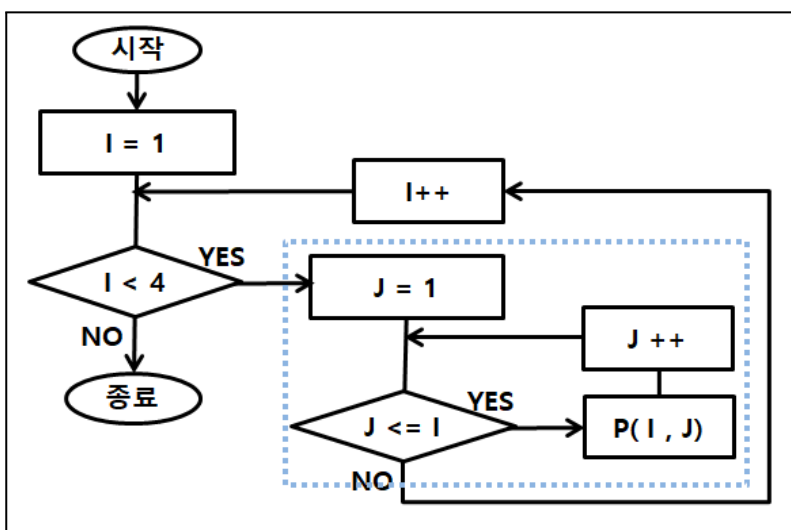 시작
I = 1
I++
I < 4
YES
NO
종료
J = 1
J ++
J <= I
YES
P( I , J)
NO